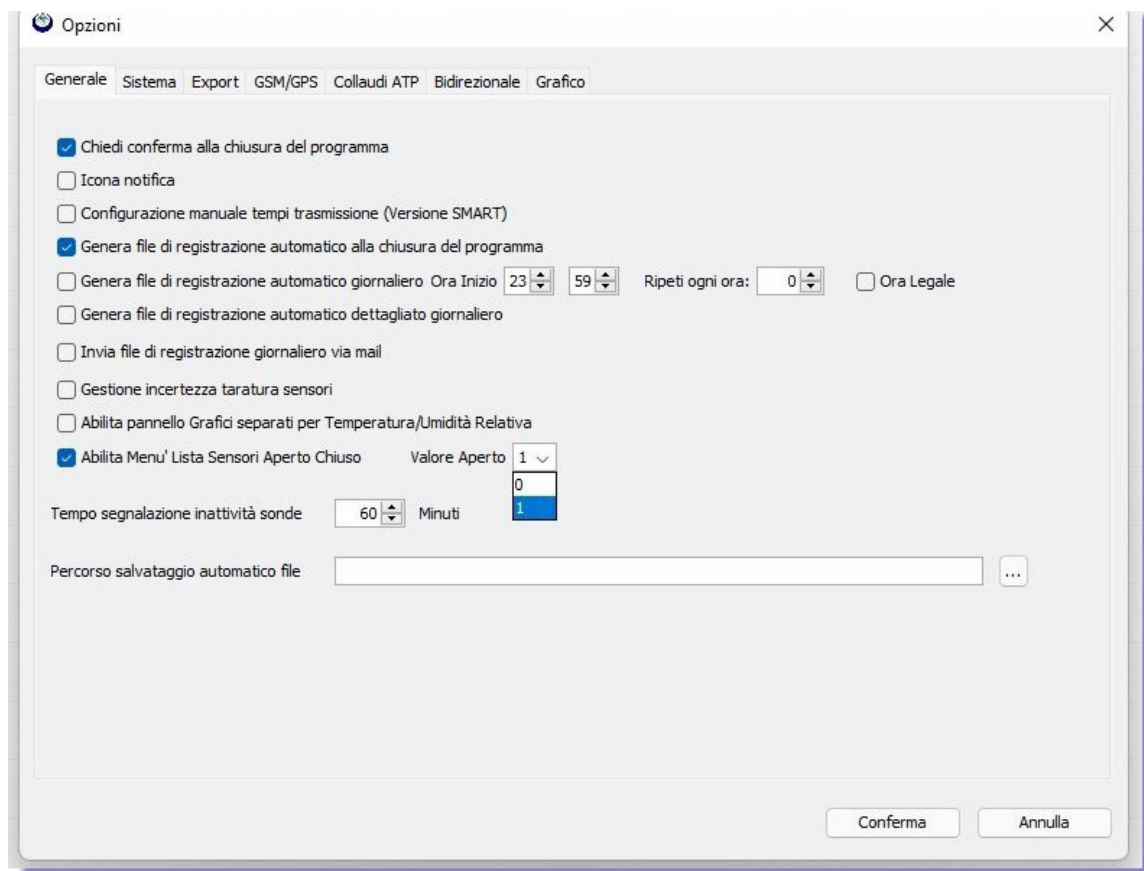 Opzioni
Generale Sistema Export GSM/GPS Collaudi ATP Bidirezionale Grafico
Chiedi conferma alla chiusura del programma
Icona notifica
Configurazione manuale tempi trasmissione (Versione SMART)
Genera file di registrazione automatico alla chiusura del programma
Genera file di registrazione automatico giornaliero Ora Inizio 23 59 Ripeti ogni ora: 0 Ora Legale
Genera file di registrazione automatico dettagliato giornaliero
Invia file di registrazione giornaliero via mail
Gestione incertezza taratura sensori
Abilita pannello Grafici separati per Temperatura/Umidità Relativa
Abilita Menu' Lista Sensori Aperto Chiuso Valore Aperto 1
0
1
Tempo segnalazione inattività sonde 60 Minuti
Percorso salvataggio automatico file ...
Conferma Annulla